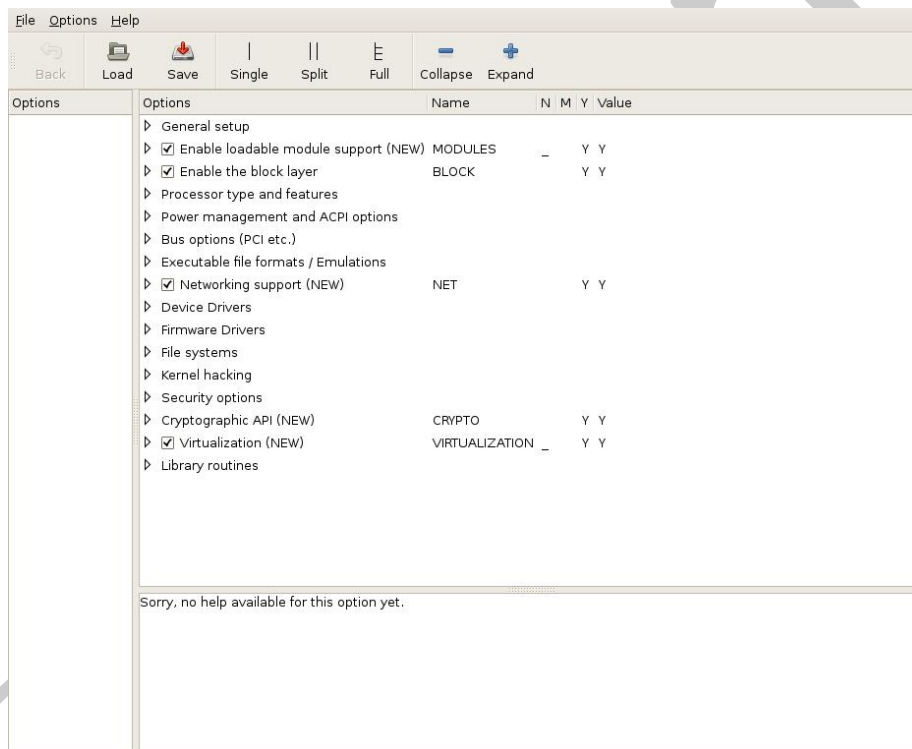 File Options Help
Back Load Save Single Split Full Collapse Expand
Options
Options Name N M Y Value
General setup
Enable loadable module support (NEW) MODULES _ Y Y
Enable the block layer BLOCK Y Y
Processor type and features
Power management and ACPI options
Bus options (PCI etc.)
Executable file formats / Emulations
Networking support (NEW) NET Y Y
Device Drivers
Firmware Drivers
File systems
Kernel hacking
Security options
Cryptographic API (NEW) CRYPTO Y Y
Virtualization (NEW) VIRTUALIZATION _ Y Y
Library routines
Sorry, no help available for this option yet.